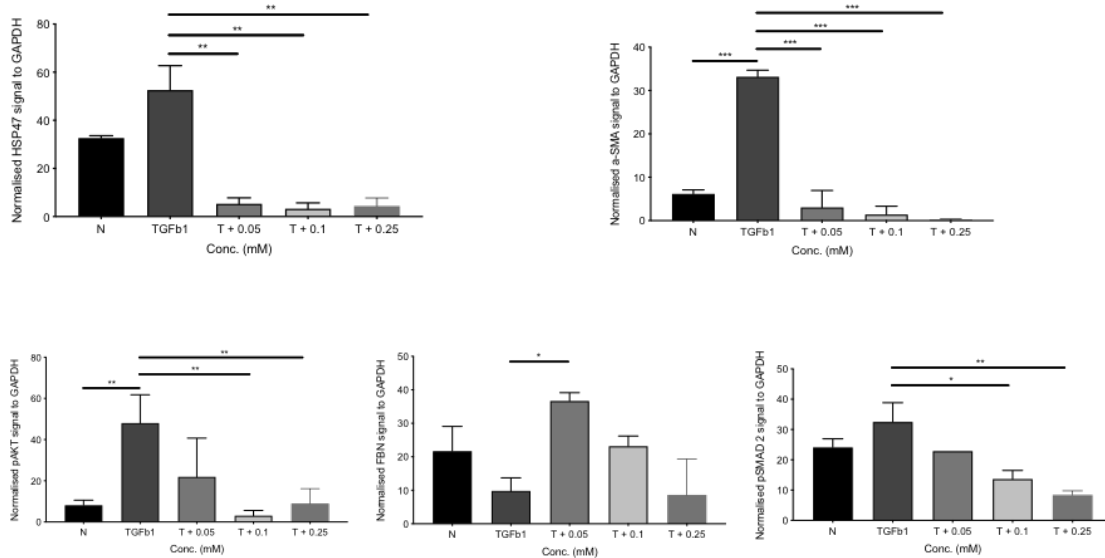 **
**
**
Normalised HSP47 signal to GAPDH
80
60
40
20
0
N TGFb1 T + 0.05 T + 0.1 T + 0.25
Conc. (mM)
***
***
***
***
Normalised a-SMA signal to GAPDH
40
30
20
10
0
N TGFb1 T + 0.05 T + 0.1 T + 0.25
Conc. (mM)
**
**
**
Normalised pAKT signal to GAPDH
80
60
40
20
0
N TGFb1 T + 0.05 T + 0.1 T + 0.25
Conc. (mM)
*
Normalised FBN signal to GAPDH
50
40
30
20
10
0
N TGFb1 T + 0.05 T + 0.1 T + 0.25
Conc. (mM)
**
*
Normalised pSMAD 2 signal to GAPDH
50
40
30
20
10
0
N TGFb1 T + 0.05 T + 0.1 T + 0.25
Conc. (mM)